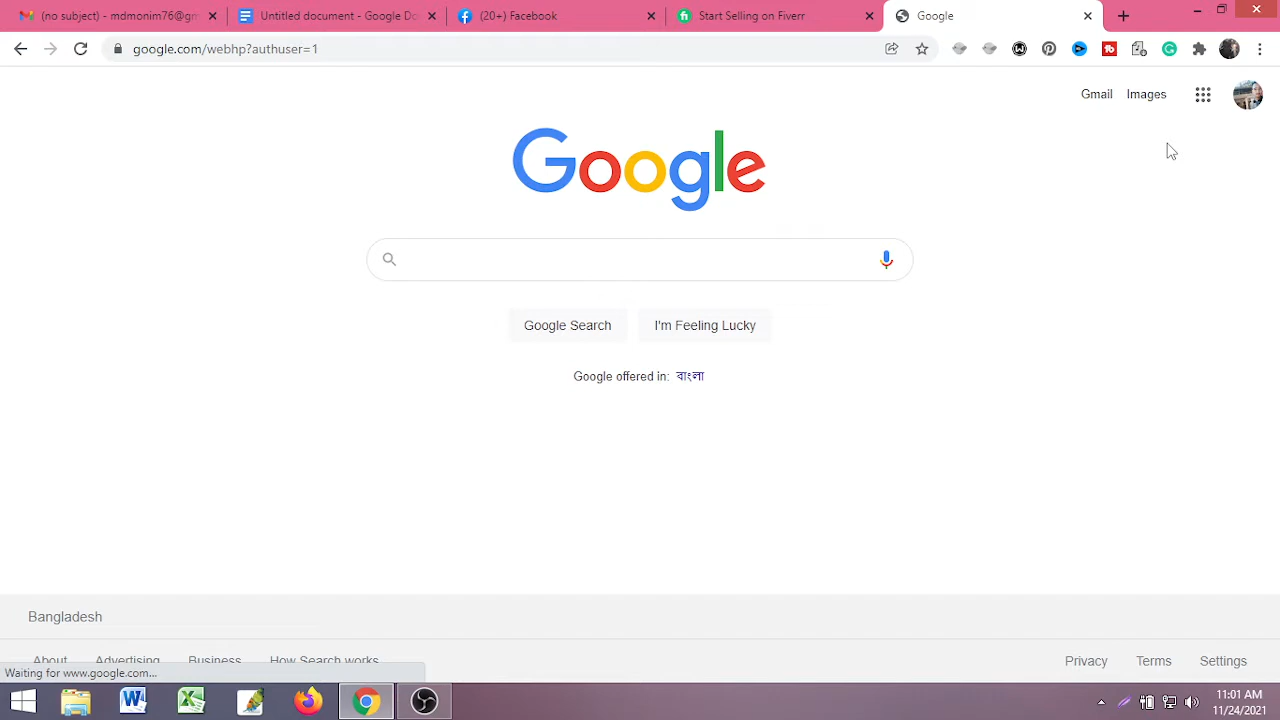 (no subject) - mdmonim76@gm
Untitled document - Google Do
(20+) Facebook
Start Selling on Fiverr
Google
google.com/webhp?authuser=1
Gmail
Images
Google
Google Search
I'm Feeling Lucky
Google offered in: বাংলা
Bangladesh
About
Advertising
Business
How Search works
Privacy
Terms
Settings
Waiting for www.google.com...
11:01 AM
11/24/2021